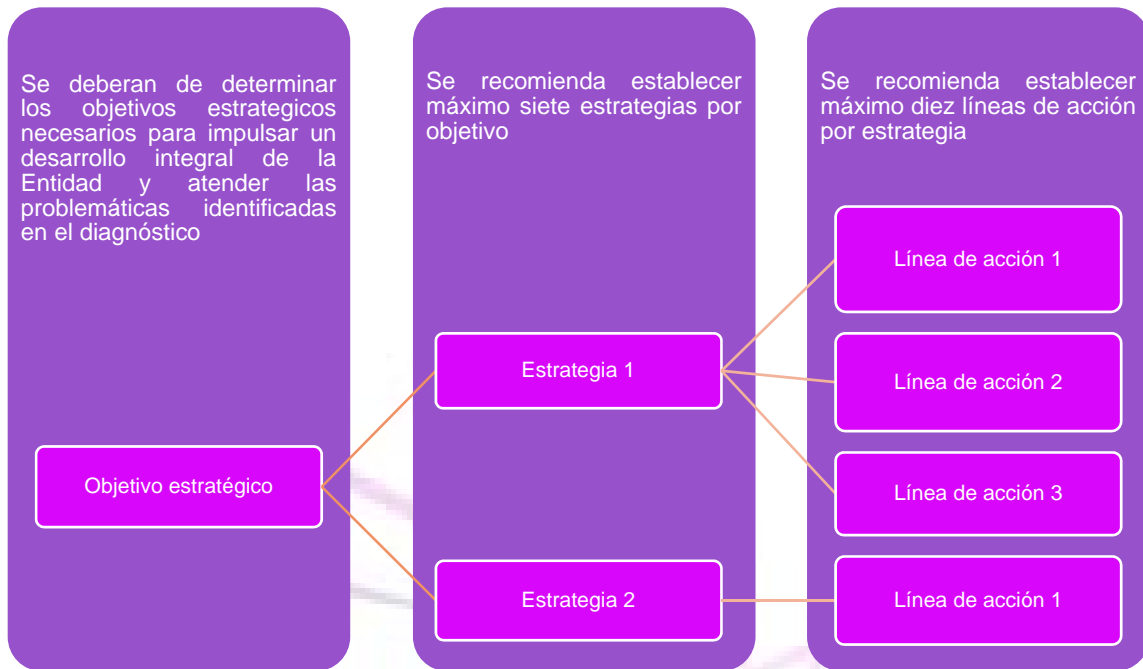 Se deberan de determinar
los objetivos estrategicos
necesarios para impulsar un
desarrollo integral de la
Entidad y atender las
problemáticas identificadas
en el diagnóstico
Objetivo estratégico
Se recomienda establecer
máximo siete estrategias por
objetivo
Estrategia 1
Estrategia 2
Se recomienda establecer
máximo diez líneas de acción
por estrategia
Línea de acción 1
Línea de acción 2
Línea de acción 3
Línea de acción 1